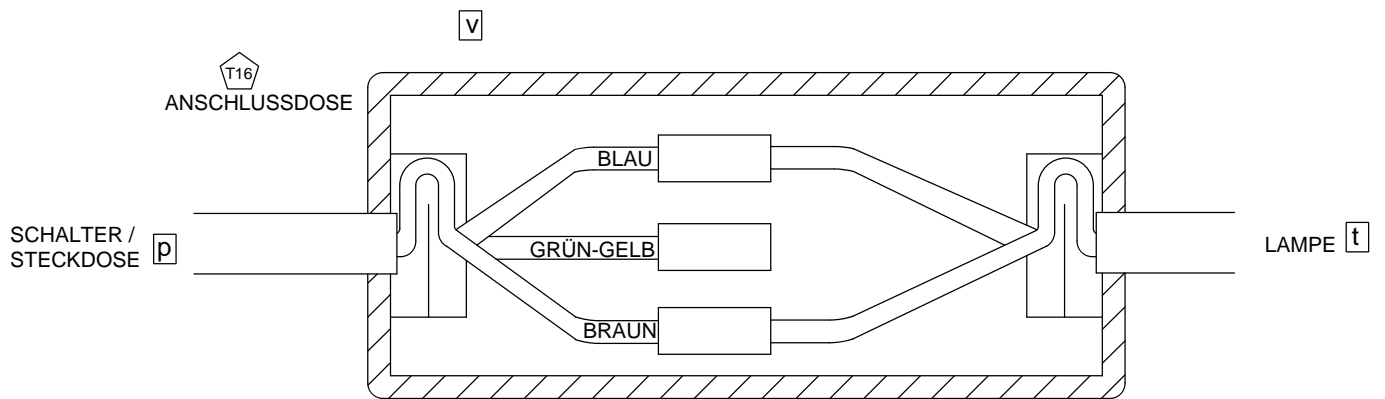 v
T16
ANSCHLUSSDOSE
BLAU
SCHALTER /
STECKDOSE p
GRÜN-GELB
LAMPE t
BRAUN